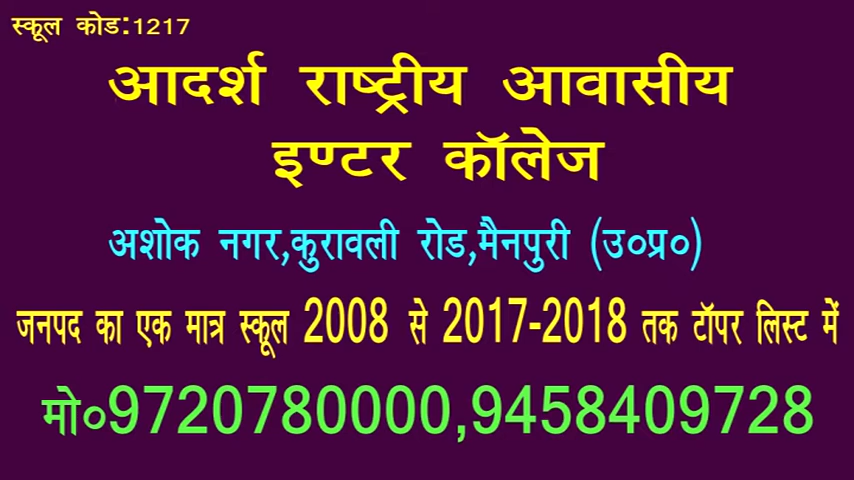 स्कूल कोड:1217
आदर्श राष्ट्रीय आवासीय
इण्टर कॉलेज
अशोक नगर,कुरावली रोड,मैनपुरी (उ०प्र०)
जनपद का एक मात्र स्कूल 2008 से 2017-2018 तक टॉपर लिस्ट में
मो०9720780000,9458409728